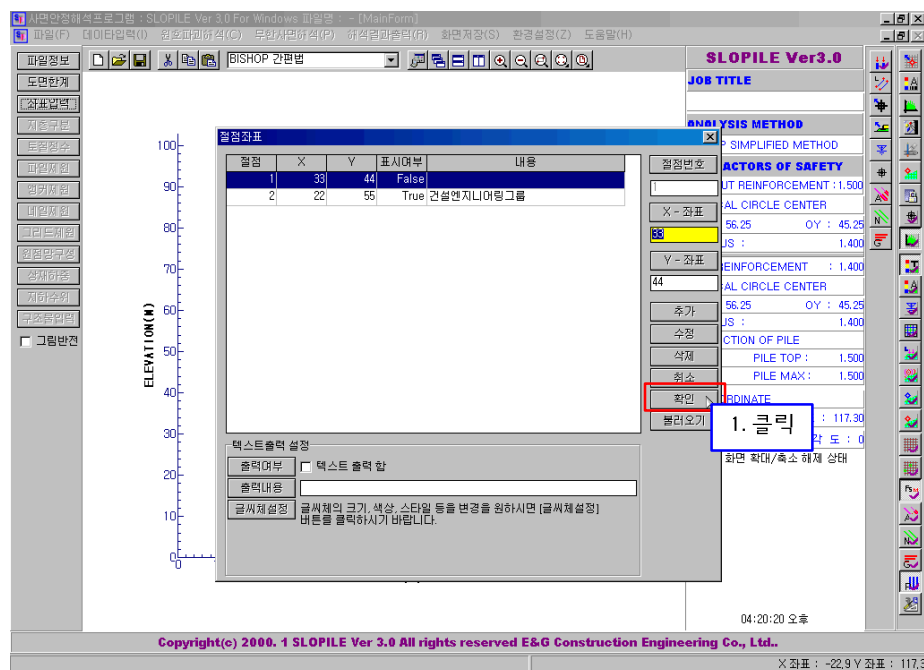 사면안정해석프로그램 : SLOPILE Ver 3.0 For Windows 파일명 : - [MainForm]
파일(F) 데이타입력(I) 원호파괴해석(C) 무한사면해석(P) 해석결과출력(R) 화면저장(S) 환경설정(Z) 도움말(H)
BISHOP 간편법
파일정보
도면한계
좌표입력
지층구분
토질정수
파일제원
앵커제원
네일제원
그리드제원
원점망구성
상재하중
지하수위
구조물입력
그림반전
ELEVATION(M)
100
90
80
70
60
50
40
30
20
10
0
0
절점좌표
절점 X Y 표시여부 내용
1 33 44 False
2 22 55 True 건설엔지니어링그룹
절점번호
1
X - 좌표
33
Y - 좌표
44
추가
수정
삭제
취소
확인
불러오기
1. 클릭
텍스트출력 설정
출력여부 텍스트 출력 함
출력내용
글씨체설정 글씨체의 크기, 색상, 스타일 등을 변경을 원하시면 [글씨체설정]
버튼를 클릭하시기 바랍니다.
SLOPILE Ver3.0
JOB TITLE
ANALYSIS METHOD
P SIMPLIFIED METHOD
ACTORS OF SAFETY
UT REINFORCEMENT : 1.500
AL CIRCLE CENTER
56.25 OY : 45.25
US : 1.400
EINFORCEMENT : 1.400
AL CIRCLE CENTER
56.25 OY : 45.25
US : 1.400
CTION OF PILE
PILE TOP : 1.500
PILE MAX : 1.500
ORDINATE
: 117.30
각 도 : 0
화면 확대/축소 해제 상태
04:20:20 오후
Copyright(c) 2000. 1 SLOPILE Ver 3.0 All rights reserved E&G Construction Engineering Co., Ltd..
X 좌표 : -22,9 Y 좌표 : 117,3